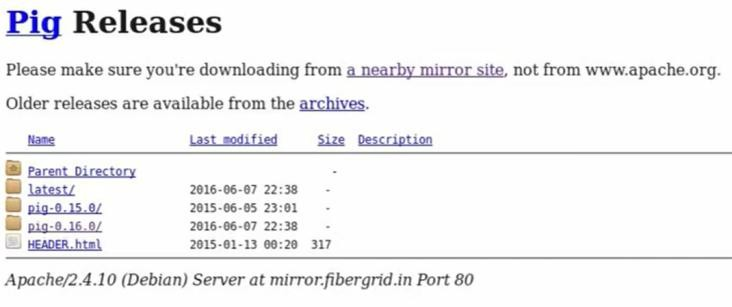 Pig Releases
Please make sure you're downloading from a nearby mirror site, not from www.apache.org.
Older releases are available from the archives.
Name Last modified Size Description
Parent Directory -
latest/ 2016-06-07 22:38 -
pig-0.15.0/ 2015-06-05 23:01 -
pig-0.16.0/ 2016-06-07 22:38 -
HEADER.html 2015-01-13 00:20 317
Apache/2.4.10 (Debian) Server at mirror.fibergrid.in Port 80